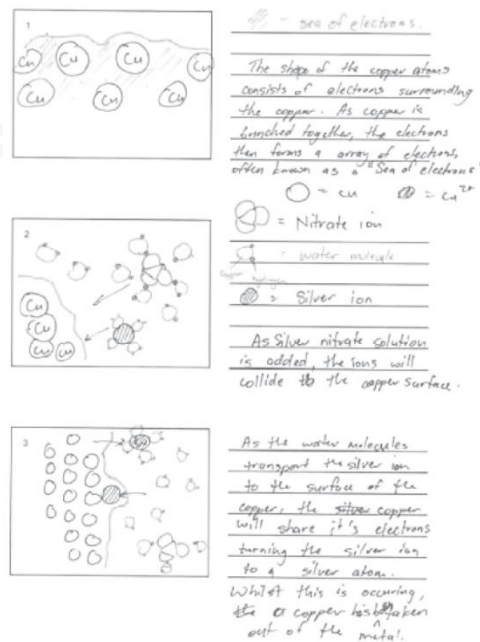 1
- sea of electrons.
Cu Cu Cu Cu
Cu Cu Cu
The shape of the copper atoms
consists of electrons surrounding
the copper. As copper is
bunched together, the electrons
then forms a array of electrons,
often known as a "Sea of electrons"
= Cu = Cu²⁺
= Nitrate ion
2
- water molecule
hydrogen
= Silver ion
Cu
Cu
Cu Cu
As Silver nitrate solution
is added, the ions will
collide to the copper surface.
3
As the water molecules
transport the silver ion
to the surface of the
copper, the silver copper
will share it's electrons
turning the silver ion
to a silver atom.
Whilst this is occuring,
a copper is taken
out of the metal.